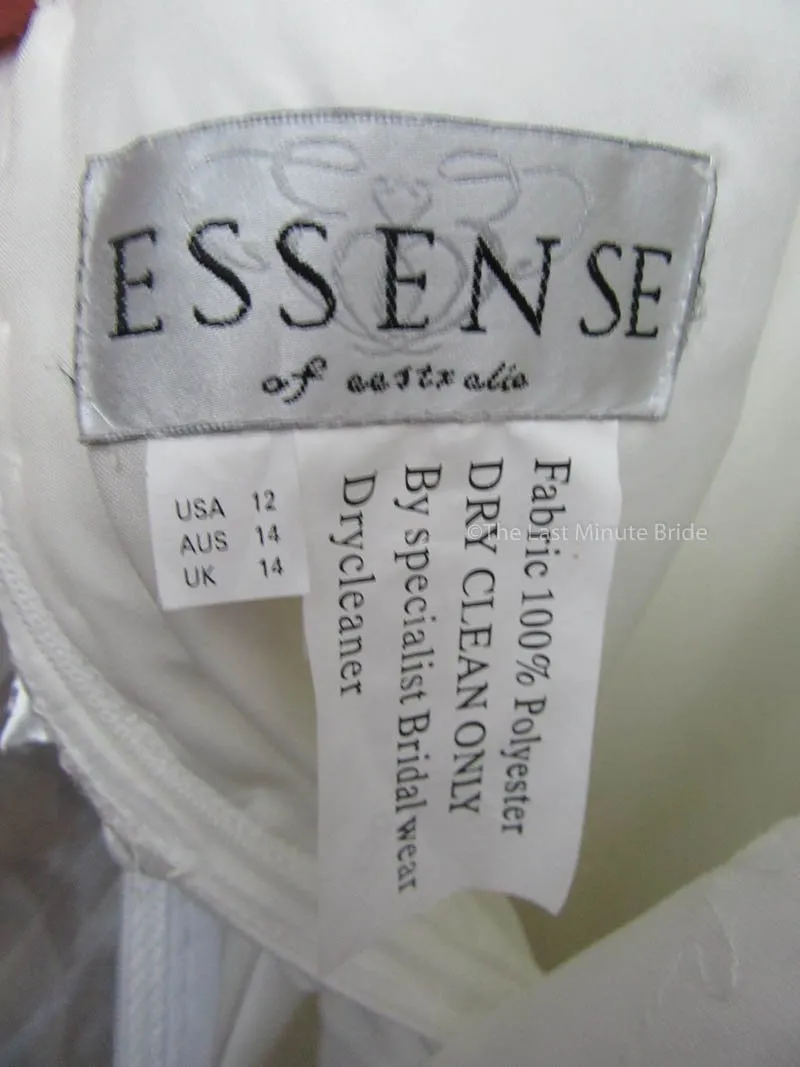 ESSENSE
of australia
USA 12
AUS 14
UK 14
Fabric 100% Polyester
DRY CLEAN ONLY
By specialist Bridal wear
Drycleaner
©The Last Minute Bride